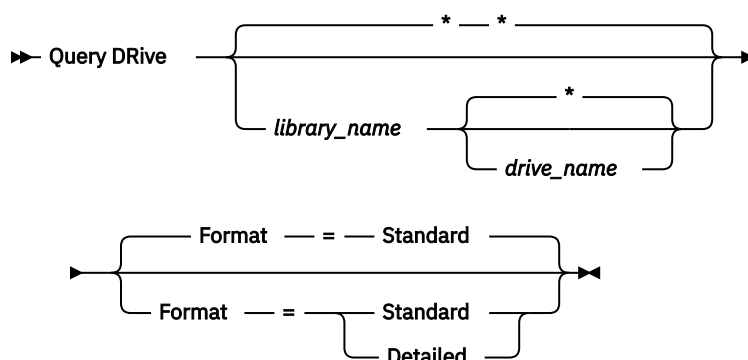 * *
Query DRive
*
library_name
drive_name
Format = Standard
Format = Standard
Detailed